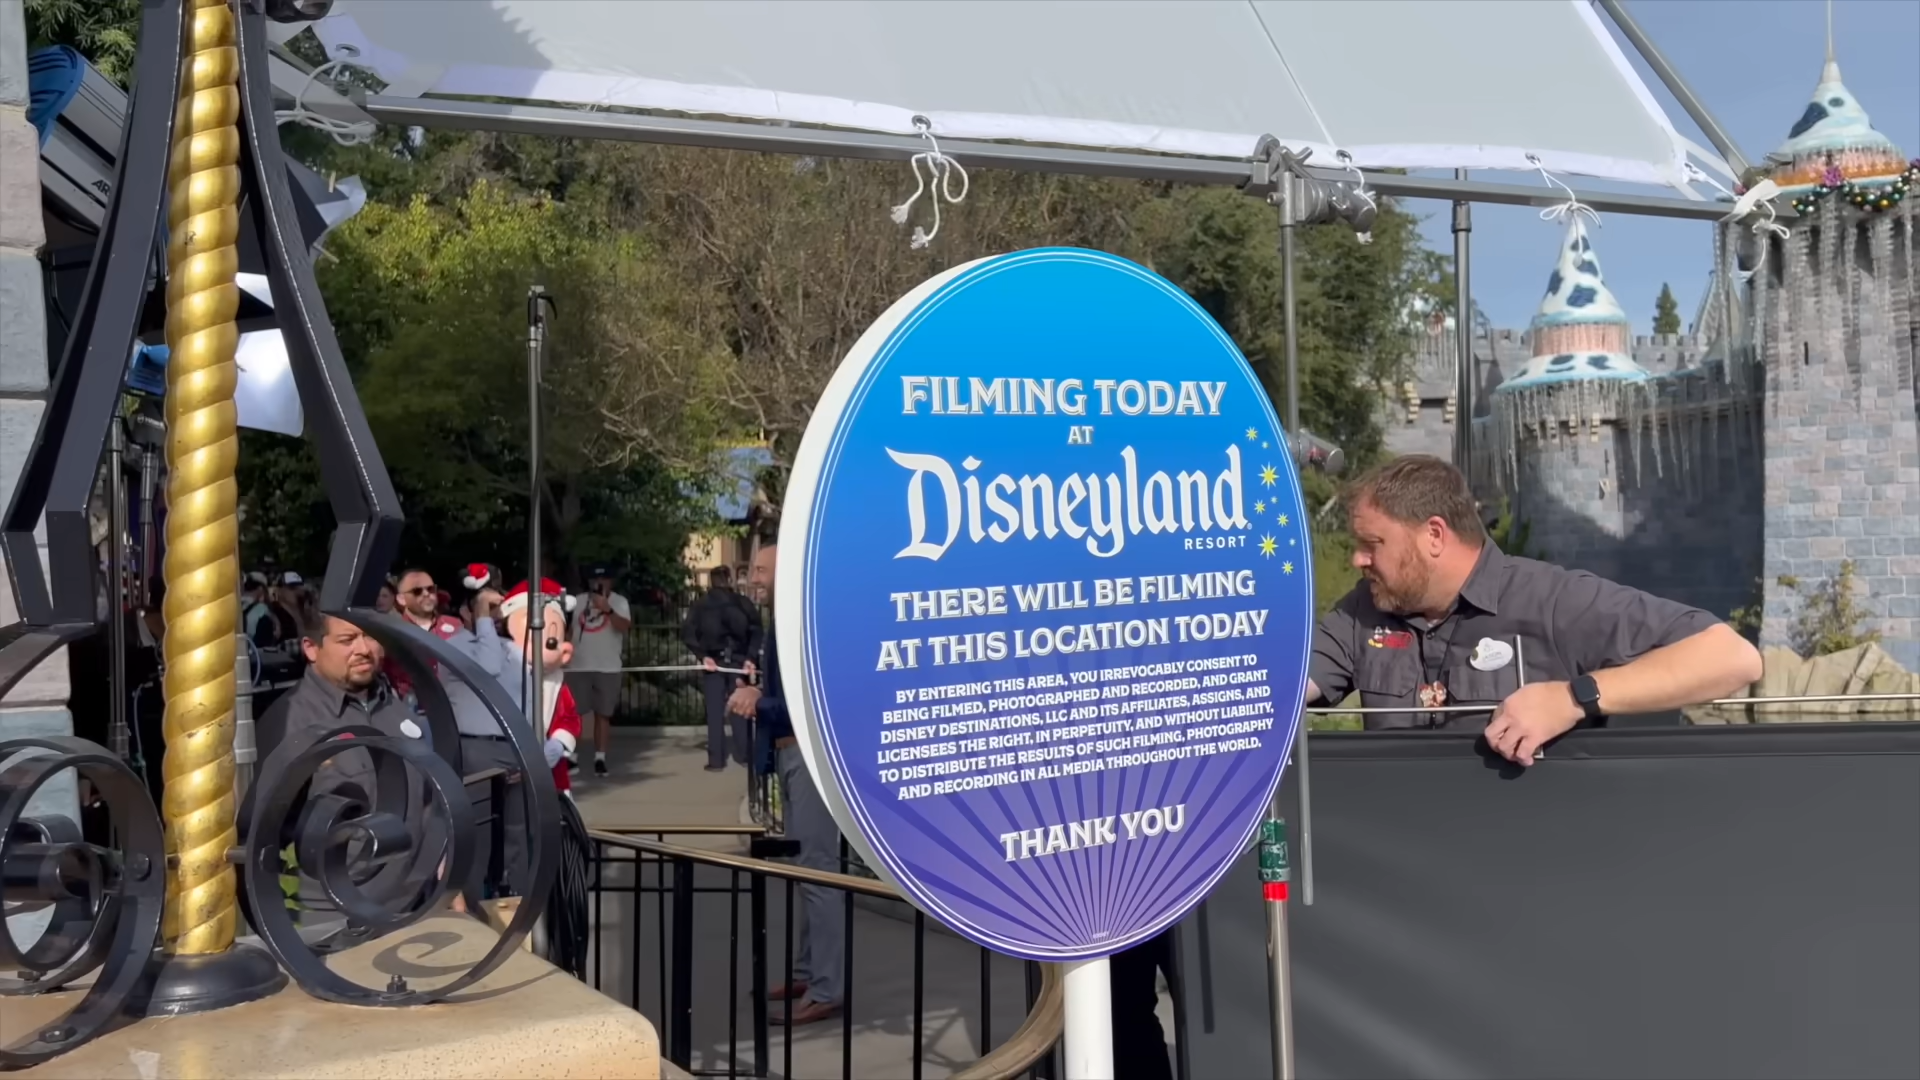 FILMING TODAY
AT
Disneyland
RESORT
THERE WILL BE FILMING
AT THIS LOCATION TODAY
BY ENTERING THIS AREA, YOU IRREVOCABLY CONSENT TO
BEING FILMED, PHOTOGRAPHED AND RECORDED, AND GRANT
DISNEY DESTINATIONS, LLC AND ITS AFFILIATES, ASSIGNS, AND
LICENSEES THE RIGHT, IN PERPETUITY, AND WITHOUT LIABILITY,
TO DISTRIBUTE THE RESULTS OF SUCH FILMING, PHOTOGRAPHY
AND RECORDING IN ALL MEDIA THROUGHOUT THE WORLD.
THANK YOU